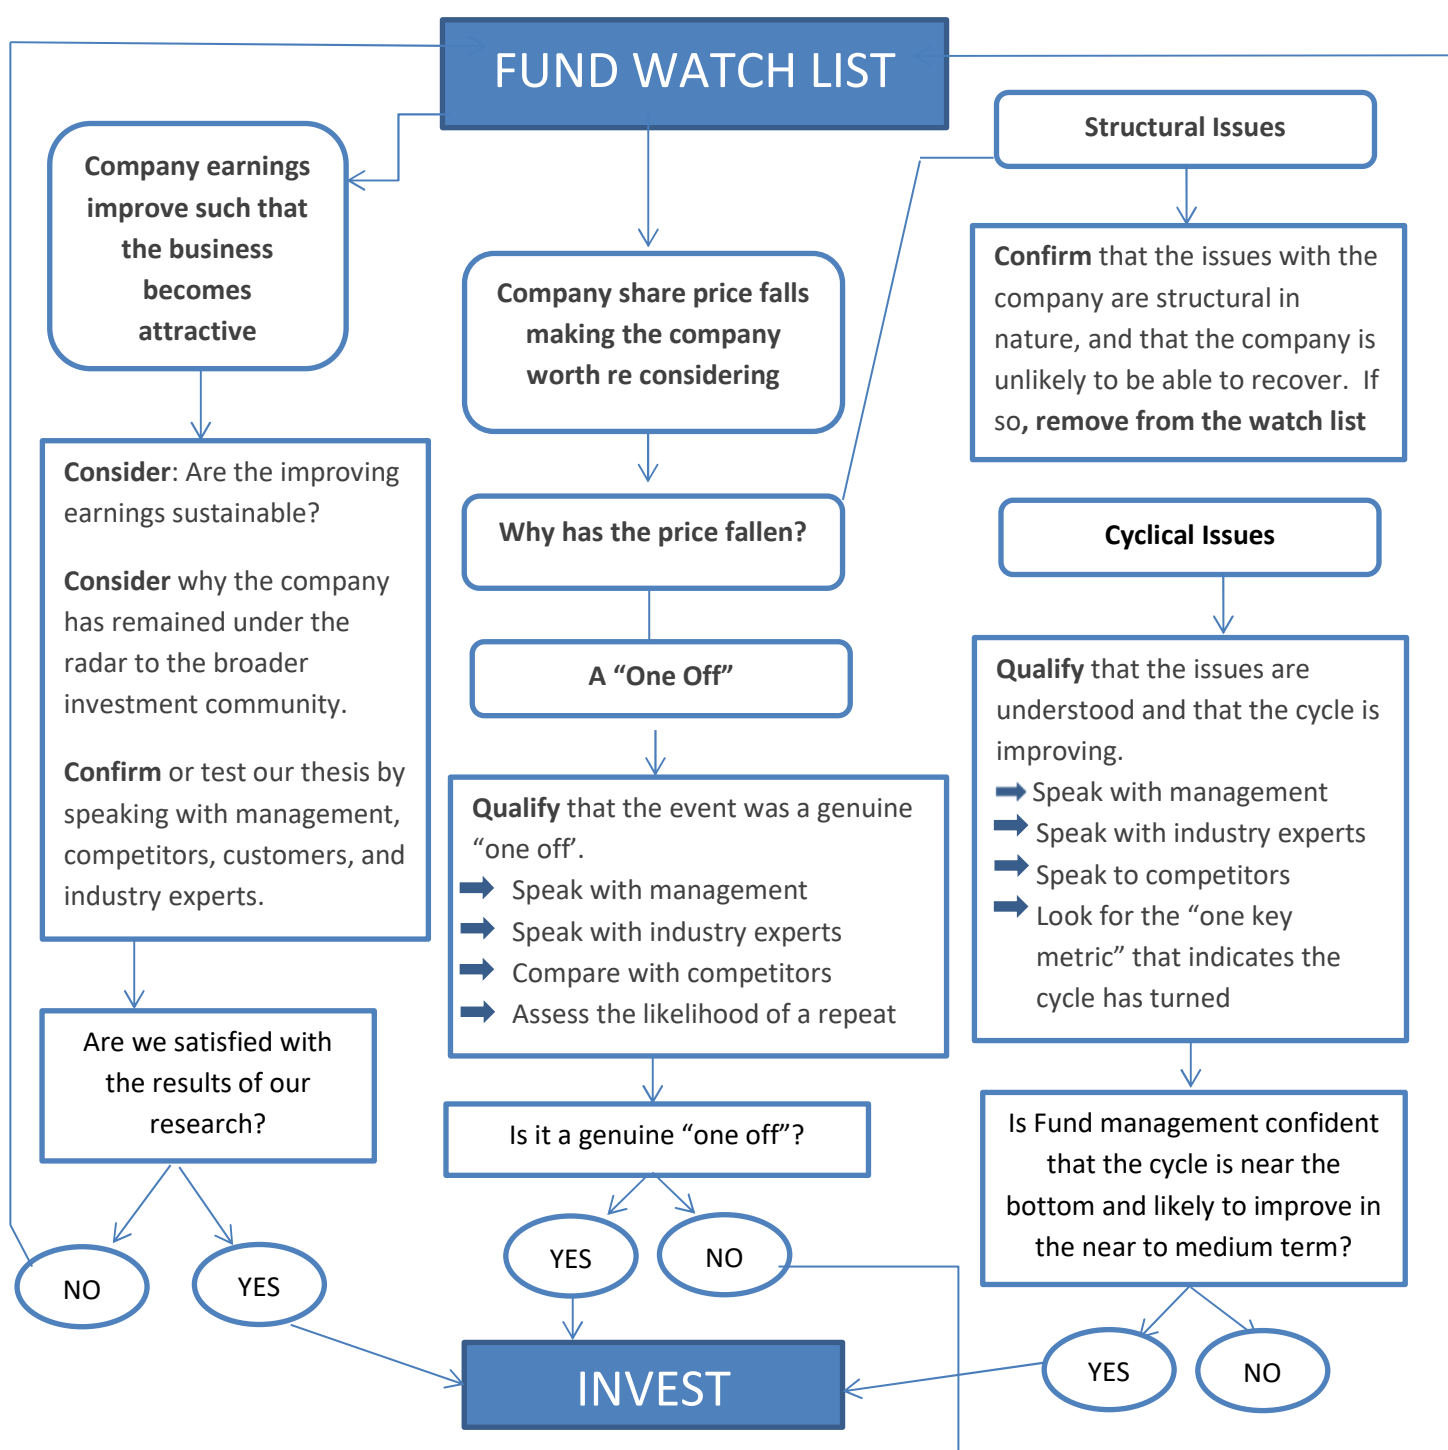 FUND WATCH LIST
Company earnings
improve such that
the business
becomes
attractive
Consider: Are the improving
earnings sustainable?
Consider why the company
has remained under the
radar to the broader
investment community.
Confirm or test our thesis by
speaking with management,
competitors, customers, and
industry experts.
Are we satisfied with
the results of our
research?
NO
YES
Company share price falls
making the company
worth re considering
Why has the price fallen?
A “One Off”
Qualify that the event was a genuine
“one off’.
Speak with management
Speak with industry experts
Compare with competitors
Assess the likelihood of a repeat
Is it a genuine “one off”?
YES
NO
INVEST
Structural Issues
Confirm that the issues with the
company are structural in
nature, and that the company is
unlikely to be able to recover.  If
so, remove from the watch list
Cyclical Issues
Qualify that the issues are
understood and that the cycle is
improving.
Speak with management
Speak with industry experts
Speak to competitors
Look for the “one key
metric” that indicates the
cycle has turned
Is Fund management confident
that the cycle is near the
bottom and likely to improve in
the near to medium term?
YES
NO